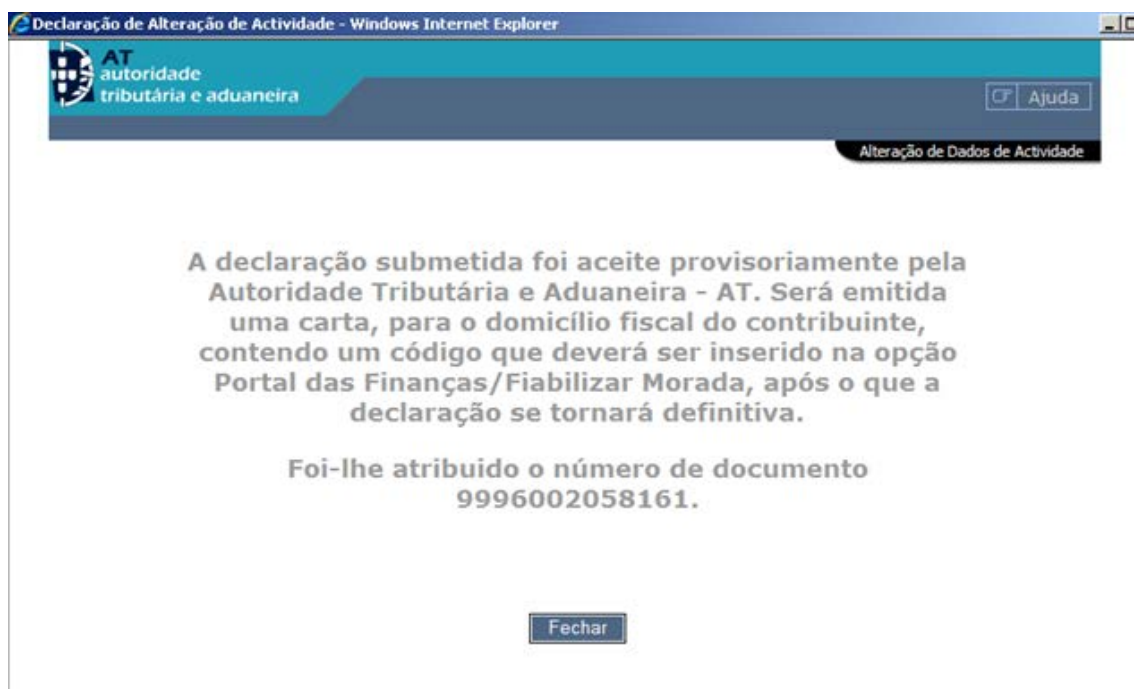 Declaração de Alteração de Actividade - Windows Internet Explorer
AT
autoridade
tributária e aduaneira
Ajuda
Alteração de Dados de Actividade
A declaração submetida foi aceite provisoriamente pela
Autoridade Tributária e Aduaneira - AT. Será emitida
uma carta, para o domicílio fiscal do contribuinte,
contendo um código que deverá ser inserido na opção
Portal das Finanças/Fiabilizar Morada, após o que a
declaração se tornará definitiva.
Foi-lhe atribuido o número de documento
9996002058161.
Fechar